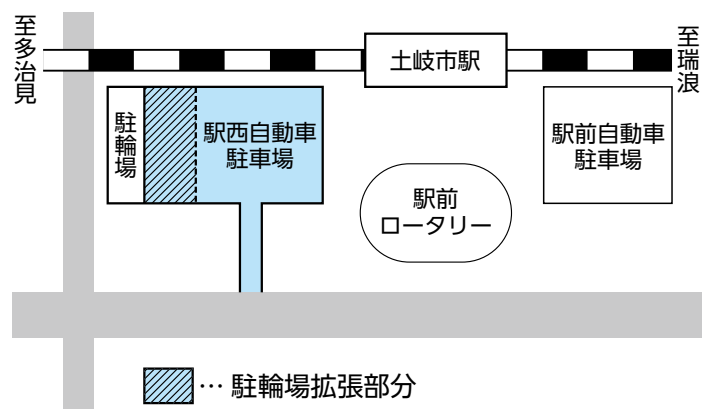 至多治見
土岐市駅
至瑞浪
駐輪場
駅西自動車
駐車場
駅前
ロータリー
駅前自動車
駐車場
… 駐輪場拡張部分